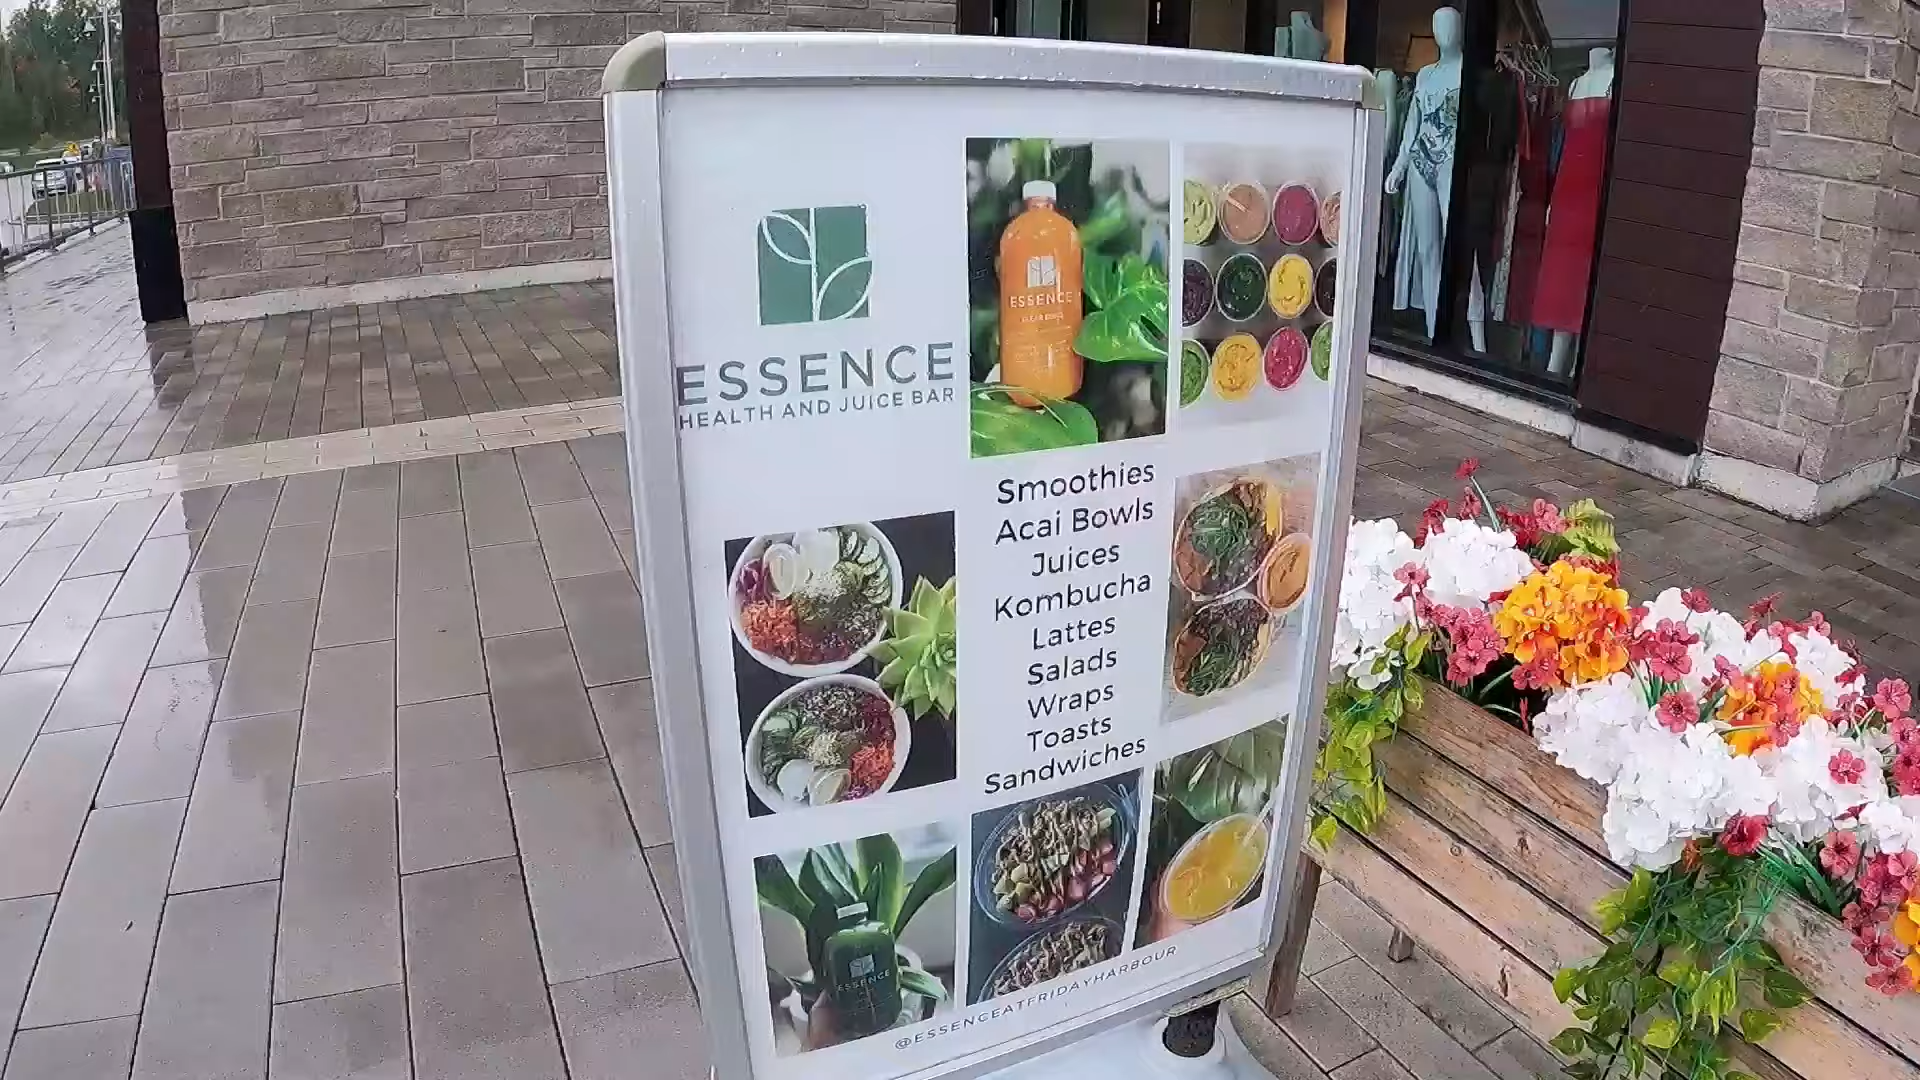 ESSENCE
HEALTH AND JUICE BAR
ESSENCE
Smoothies
Acai Bowls
Juices
Kombucha
Lattes
Salads
Wraps
Toasts
Sandwiches
ESSENCE
@ESSENCEATFRIDAYHARBOUR